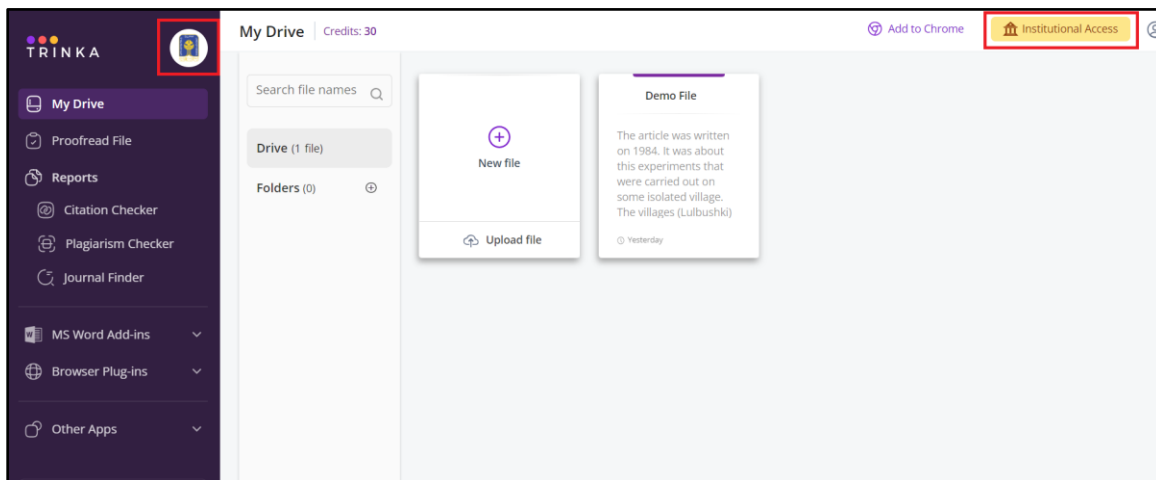 TRINKA
My Drive
Proofread File
Reports
Citation Checker
Plagiarism Checker
Journal Finder
MS Word Add-ins
Browser Plug-ins
Other Apps
My Drive Credits: 30
Add to Chrome
Institutional Access
Search file names
Drive (1 file)
Folders (0)
New file
Upload file
Demo File
The article was written
on 1984. It was about
this experiments that
were carried out on
some isolated village.
The villages (Lulbushki)
Yesterday